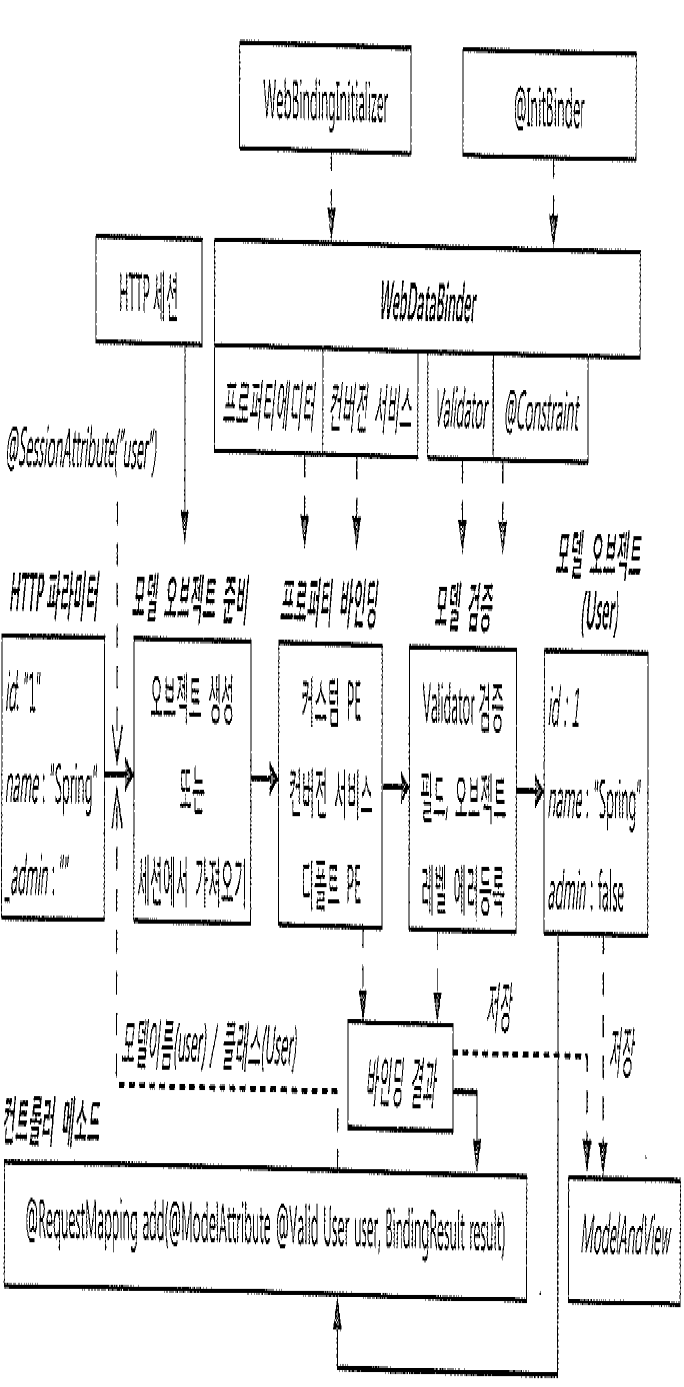 WebBindingInitializer
@InitBinder
HTTP 세션
WebDataBinder
프로퍼티에디터
컨버전 서비스
Validator
@Constraint
@SessionAttribute("user")
HTTP 파라미터
모델 오브젝트 준비
프로퍼티 바인딩
모델 검증
모델 오브젝트
(User)
id: "1"
name : "Spring"
_admin : ""
오브젝트 생성
또는
세션에서 가져오기
커스텀 PE
컨버전 서비스
디폴트 PE
Validator 검증
필드, 오브젝트
레벨 에러등록
id : 1
name : "Spring"
admin : false
모델이름(user) / 클래스(User)
바인딩 결과
저장
저장
컨트롤러 메소드
@RequestMapping add(@ModelAttribute @Valid User user, BindingResult result)
ModelAndView